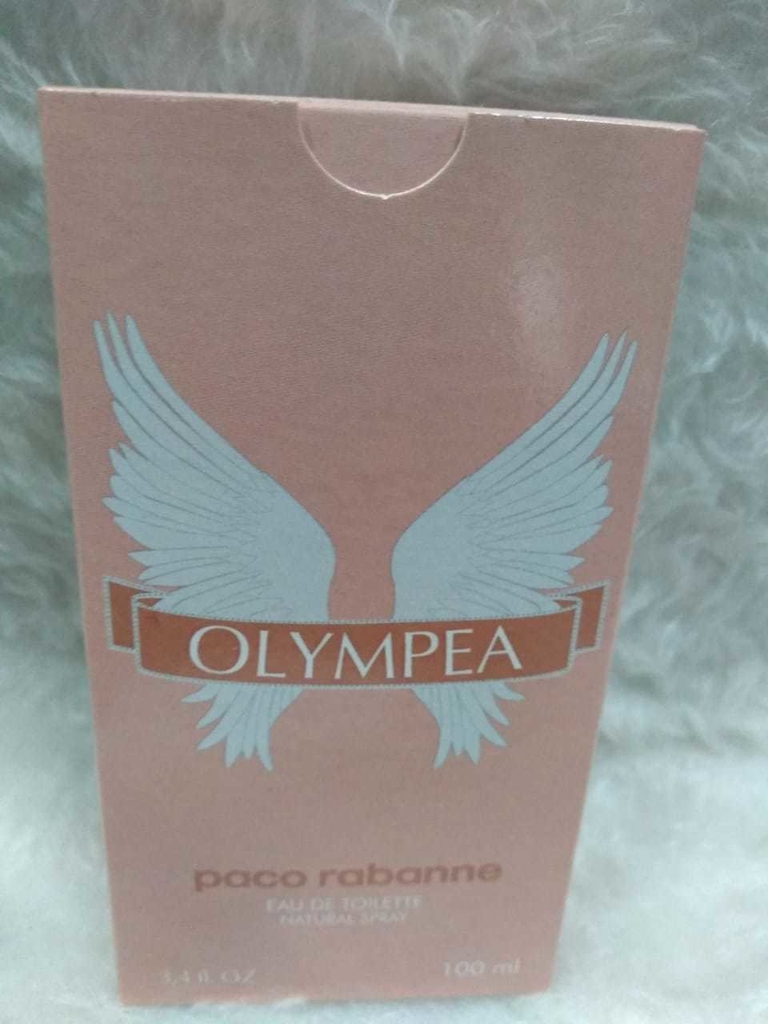 OLYMPEA
paco rabanne
EAU DE TOILETTE
NATURAL SPRAY
3.4 fl. OZ 100 ml